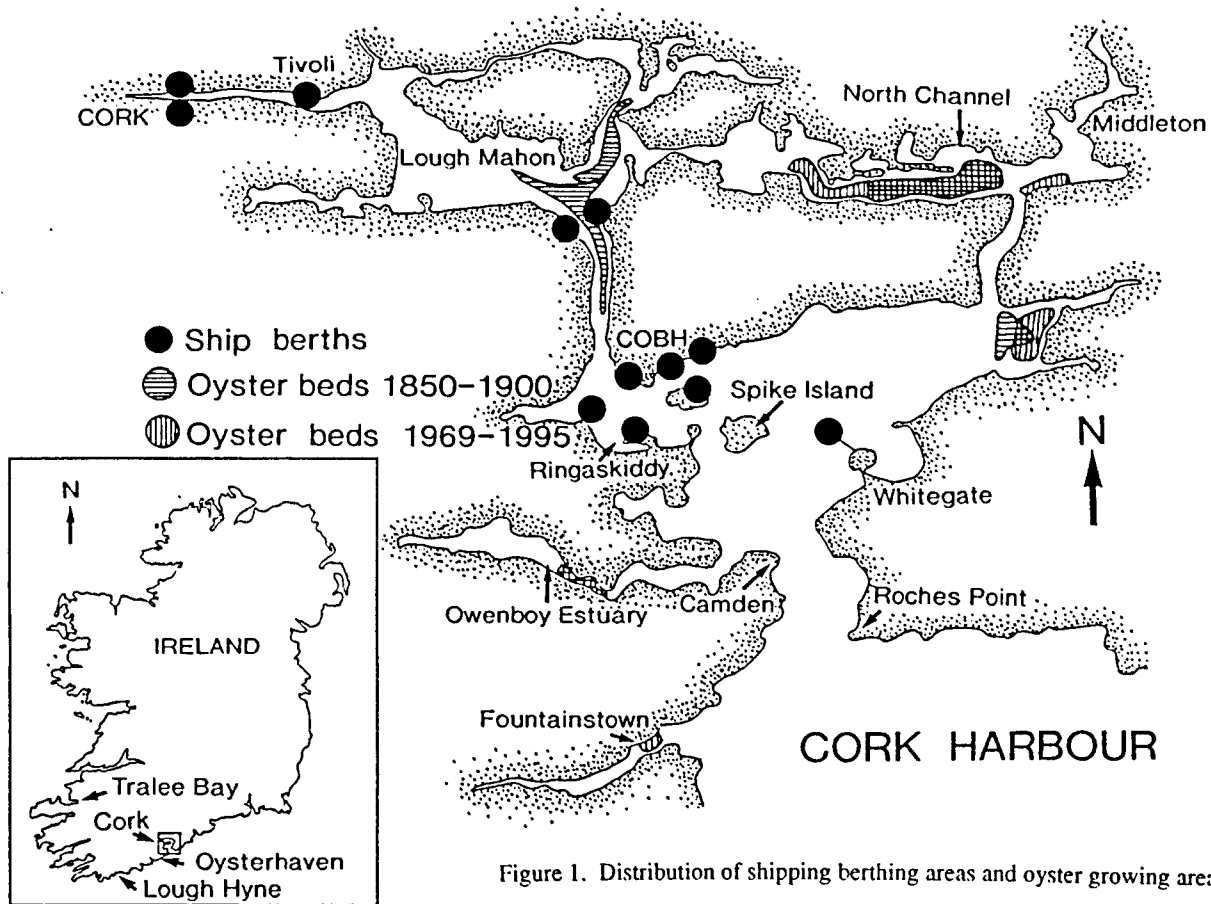 Tivoli
CORK
North Channel
Middleton
Lough Mahon
Ship berths
COBH
Oyster beds 1850-1900
Spike Island
Oyster beds 1969-1995
N
Ringaskiddy
Whitegate
N
Owenboy Estuary
Camden
Roches Point
IRELAND
Fountainstown
CORK HARBOUR
Tralee Bay
Cork
Oysterhaven
Lough Hyne
Figure 1. Distribution of shipping berthing areas and oyster growing area